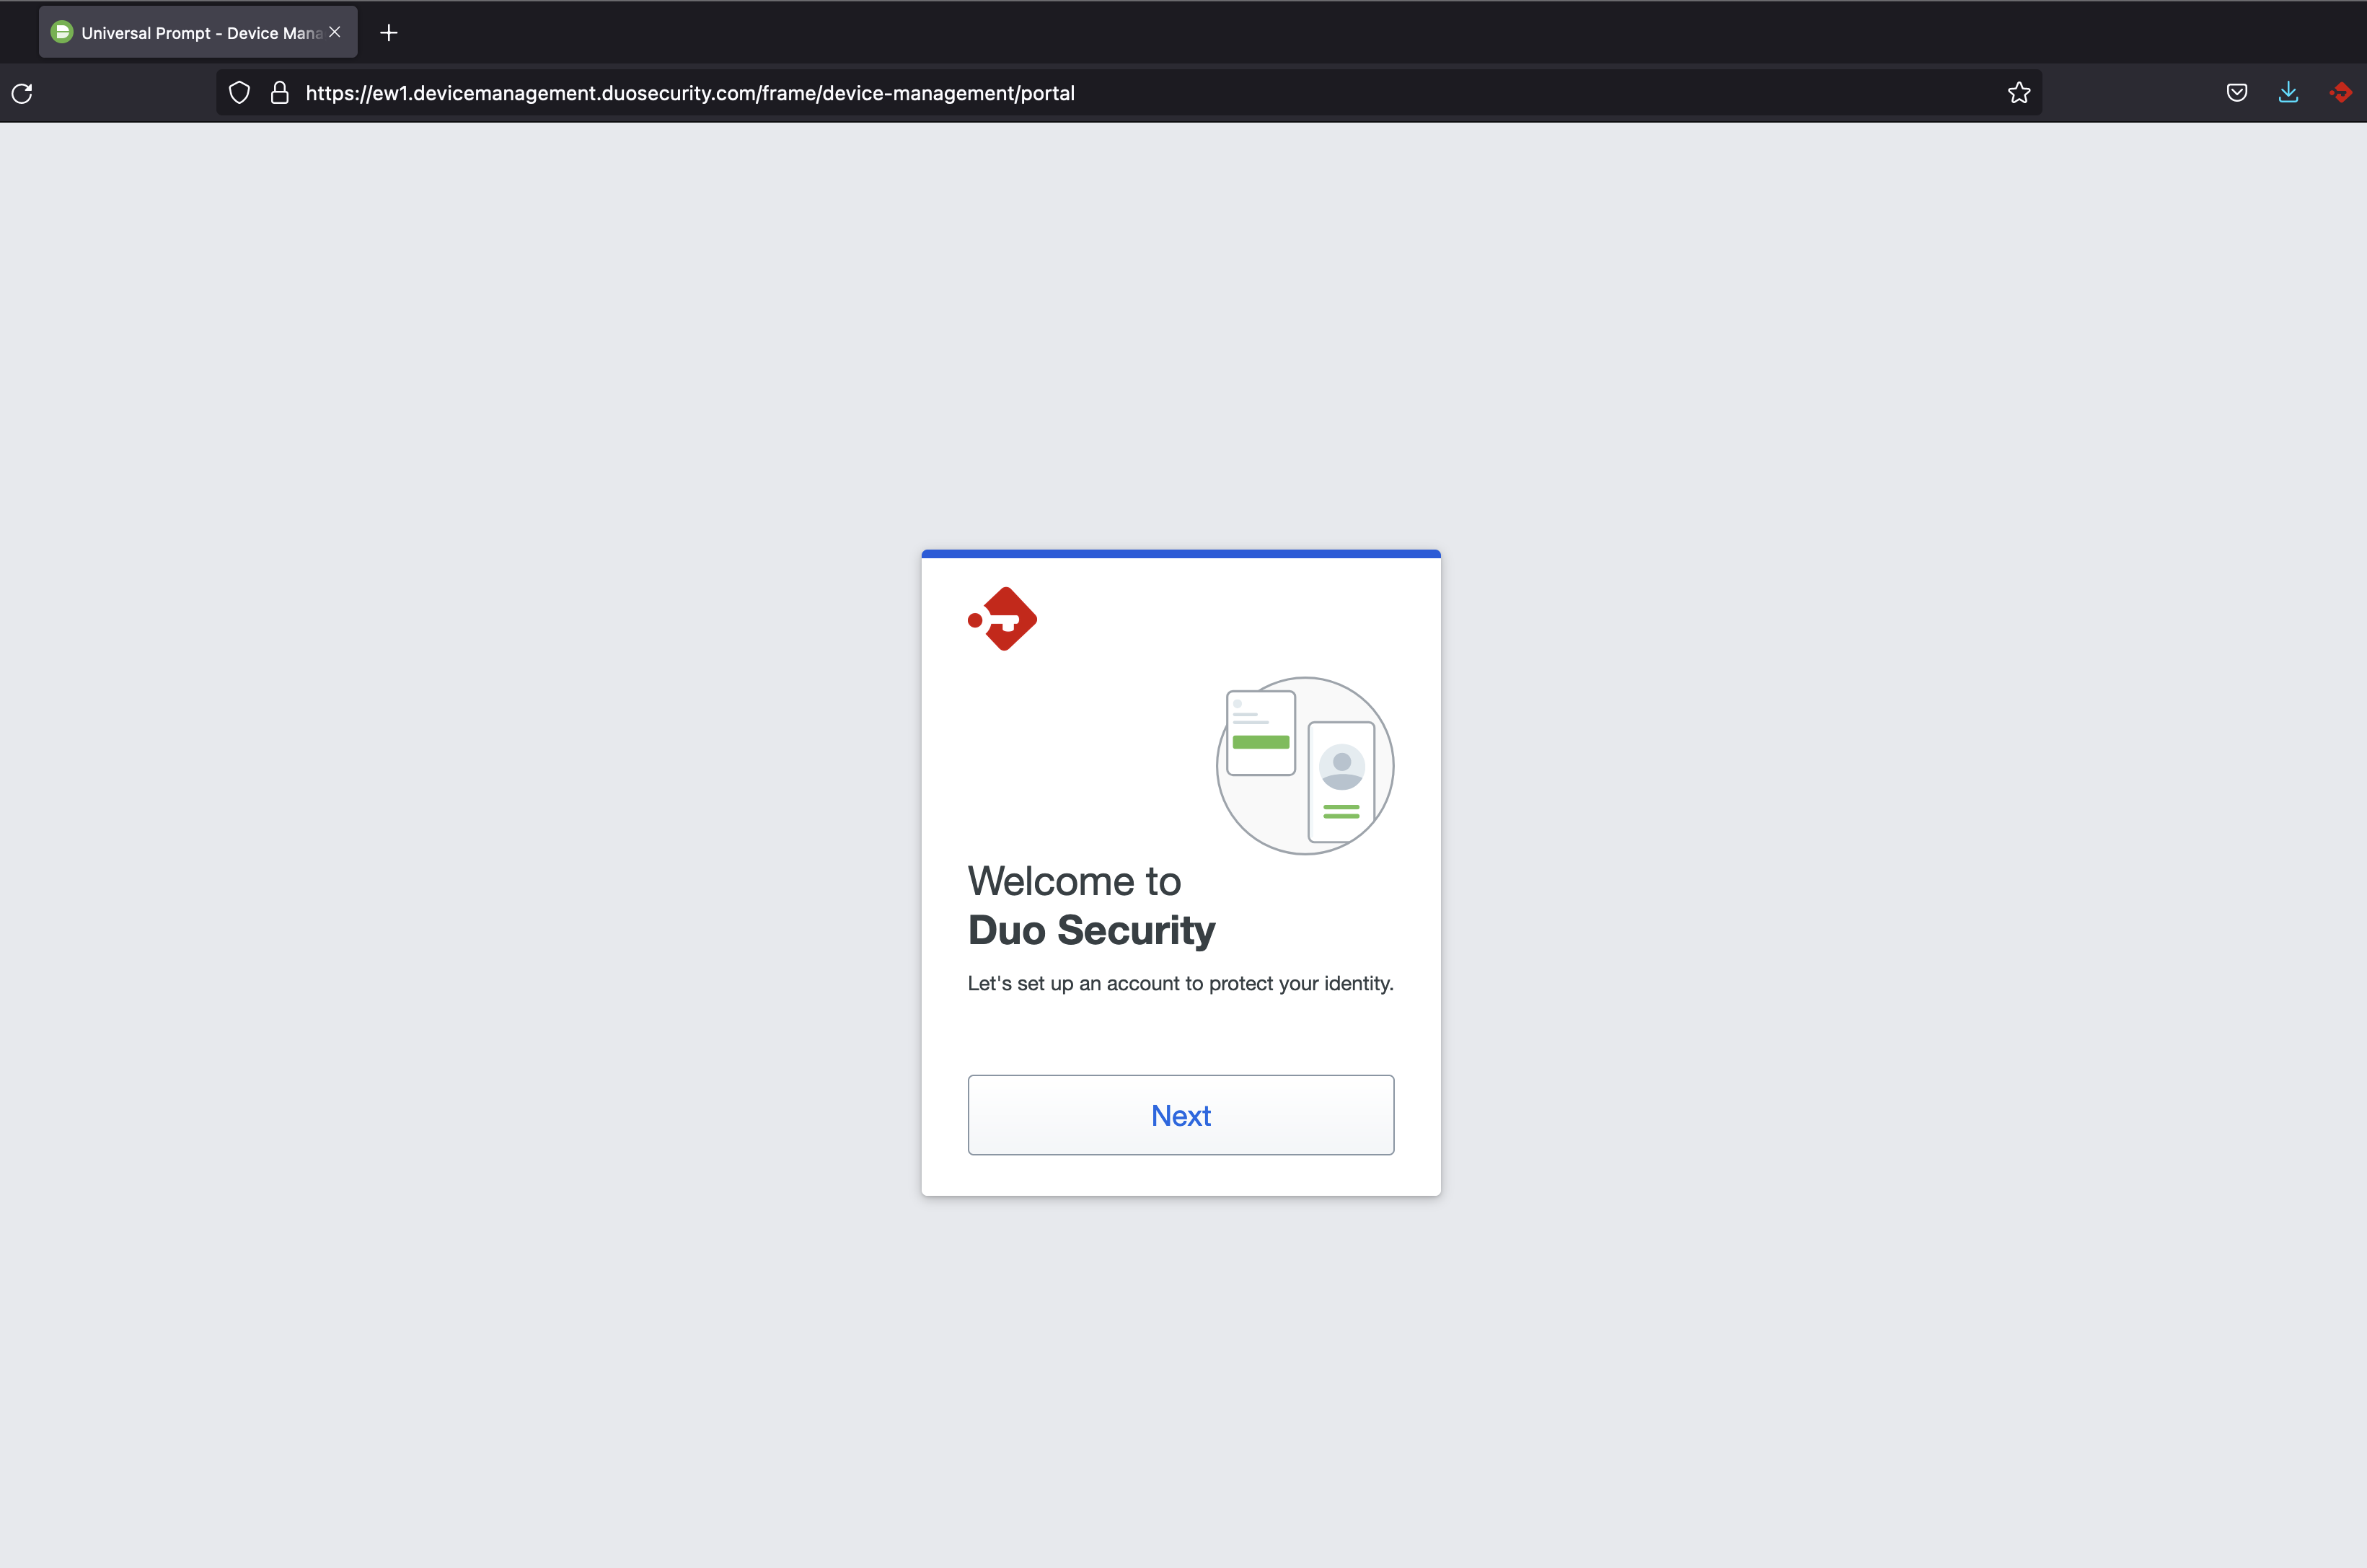 Universal Prompt - Device Mana
https://ew1.devicemanagement.duosecurity.com/frame/device-management/portal
Welcome to
Duo Security
Let's set up an account to protect your identity.
Next